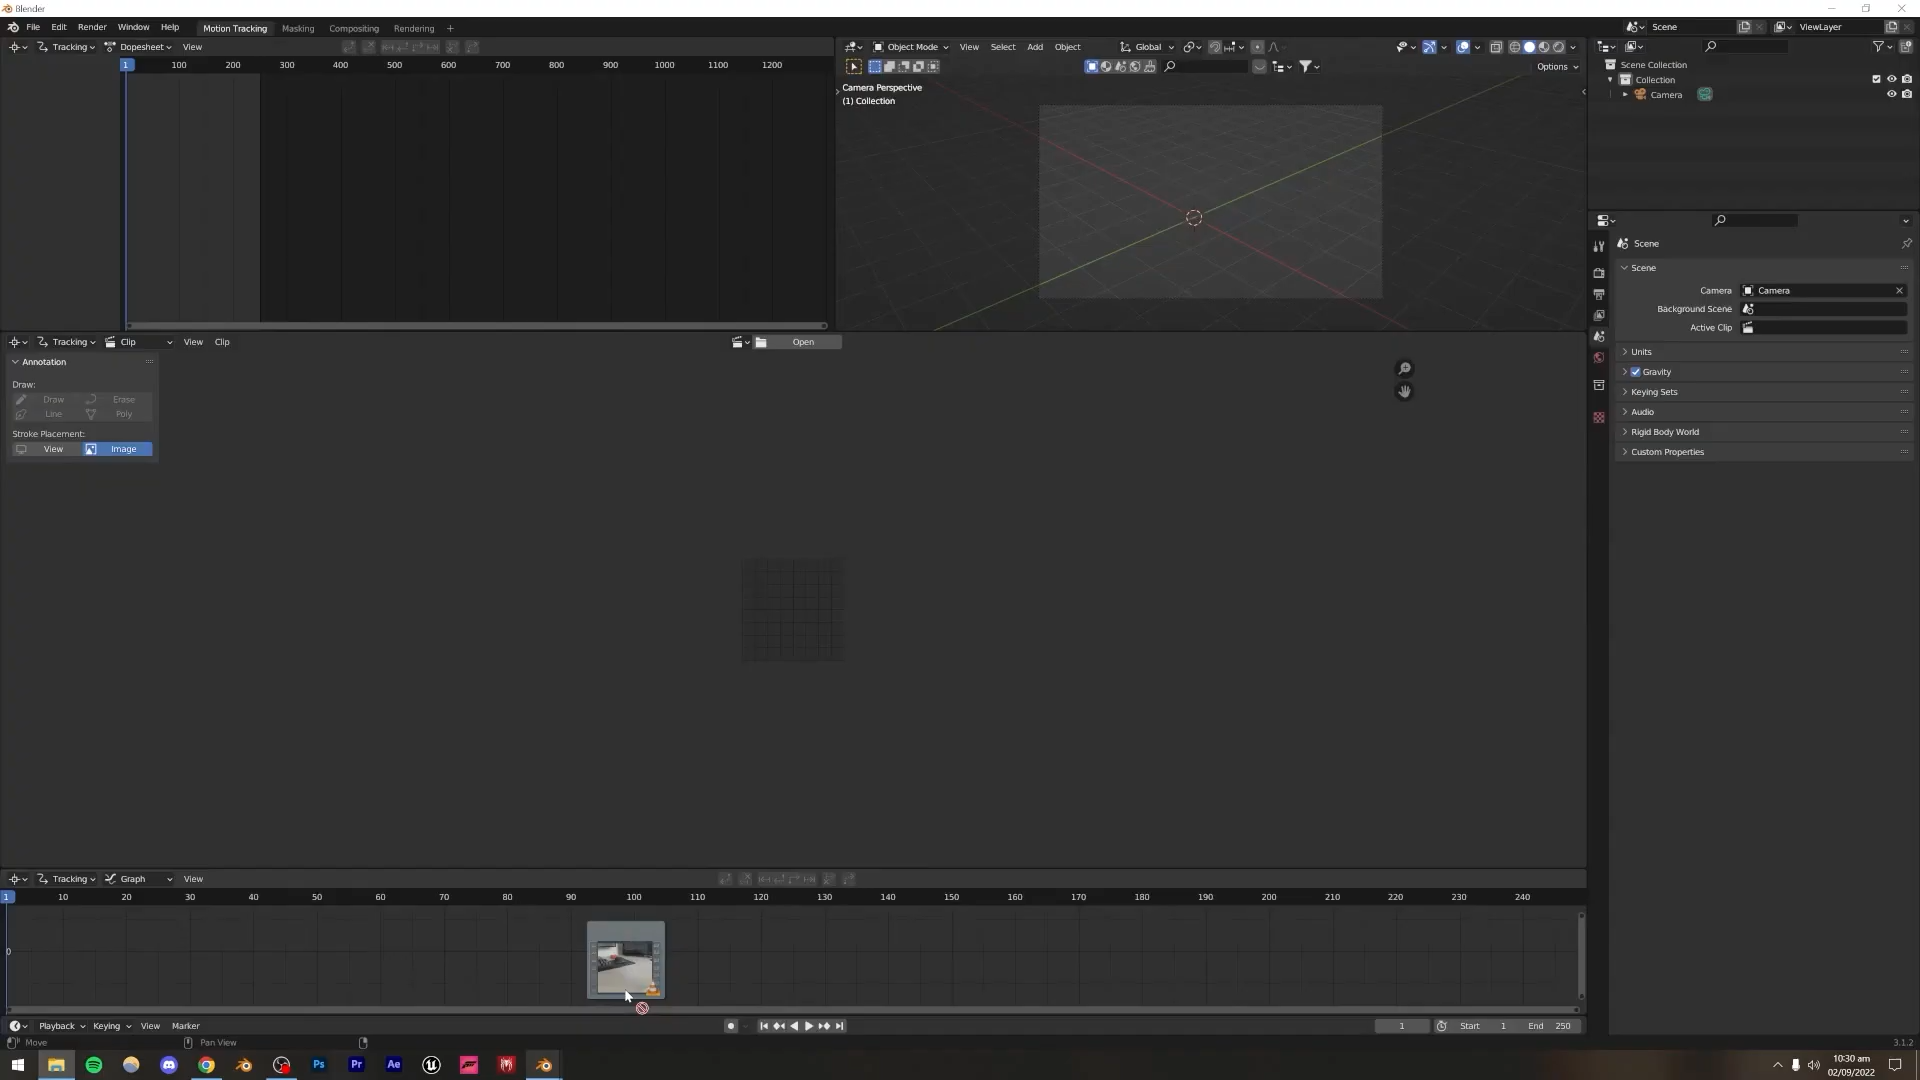 Blender
File Edit Render Window Help Motion Tracking Masking Compositing Rendering + Scene ViewLayer
Tracking Dopesheet View
Object Mode View Select Add Object Global
1 100 200 300 400 500 600 700 800 900 1000 1100 1200
Options
Camera Perspective
(1) Collection
Scene Collection
Collection
Camera
Scene
Scene
Camera Camera
Background Scene
Active Clip
Units
Gravity
Keying Sets
Audio
Rigid Body World
Custom Properties
Tracking Clip View Clip Open
Annotation
Draw:
Draw Erase
Line Poly
Stroke Placement:
View Image
Tracking Graph View
1 10 20 30 40 50 60 70 80 90 100 110 120 130 140 150 160 170 180 190 200 210 220 230 240
0
Playback Keying View Marker 1 Start 1 End 250
Move Pan View 3.1.2
Ps Pr Ae
10:30 am
02/09/2022